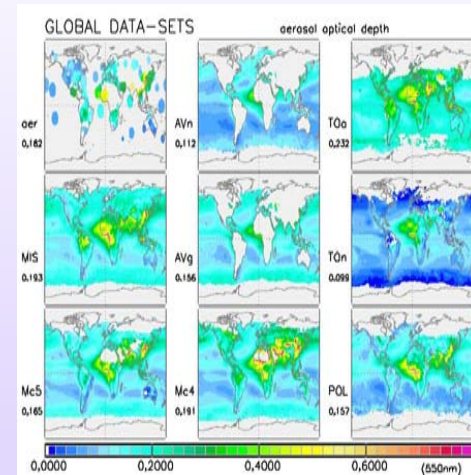 GLOBAL DATA-SETS aerosol optical depth
aer
0,162
AVn
0,112
TOo
0,232
MIS
0,193
AVg
0,156
TOn
0,099
Mc5
0,165
Mc4
0,191
POL
0,157
0,0000 0,2000 0,4000 0,6000 (550nm)